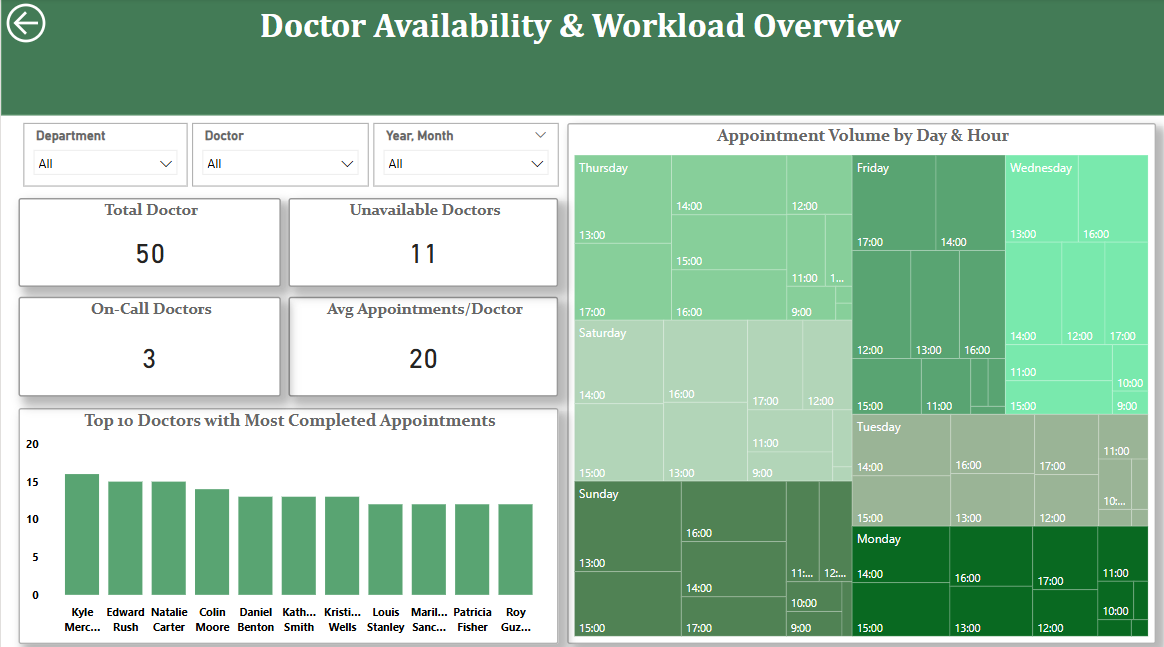 Doctor Availability & Workload Overview
Department
All
Doctor
All
Year, Month
All
Total Doctor
50
Unavailable Doctors
11
On-Call Doctors
3
Avg Appointments/Doctor
20
Top 10 Doctors with Most Completed Appointments
20
15
10
5
0
Kyle Merc...
Edward Rush
Natalie Carter
Colin Moore
Daniel Benton
Kath... Smith
Kristi... Wells
Louis Stanley
Maril... Sanc...
Patricia Fisher
Roy Guz...
Appointment Volume by Day & Hour
Thursday
13:00
17:00
14:00
15:00
16:00
12:00
11:00
1...
9:00
Saturday
14:00
15:00
16:00
13:00
17:00
12:00
11:00
9:00
Sunday
13:00
15:00
16:00
14:00
17:00
11:...
12:...
10:00
9:00
Friday
17:00
14:00
12:00
13:00
16:00
15:00
11:00
Wednesday
13:00
16:00
14:00
12:00
17:00
11:00
15:00
10:00
9:00
Tuesday
14:00
15:00
16:00
13:00
17:00
12:00
11:00
10:...
Monday
14:00
15:00
16:00
13:00
17:00
12:00
11:00
10:00